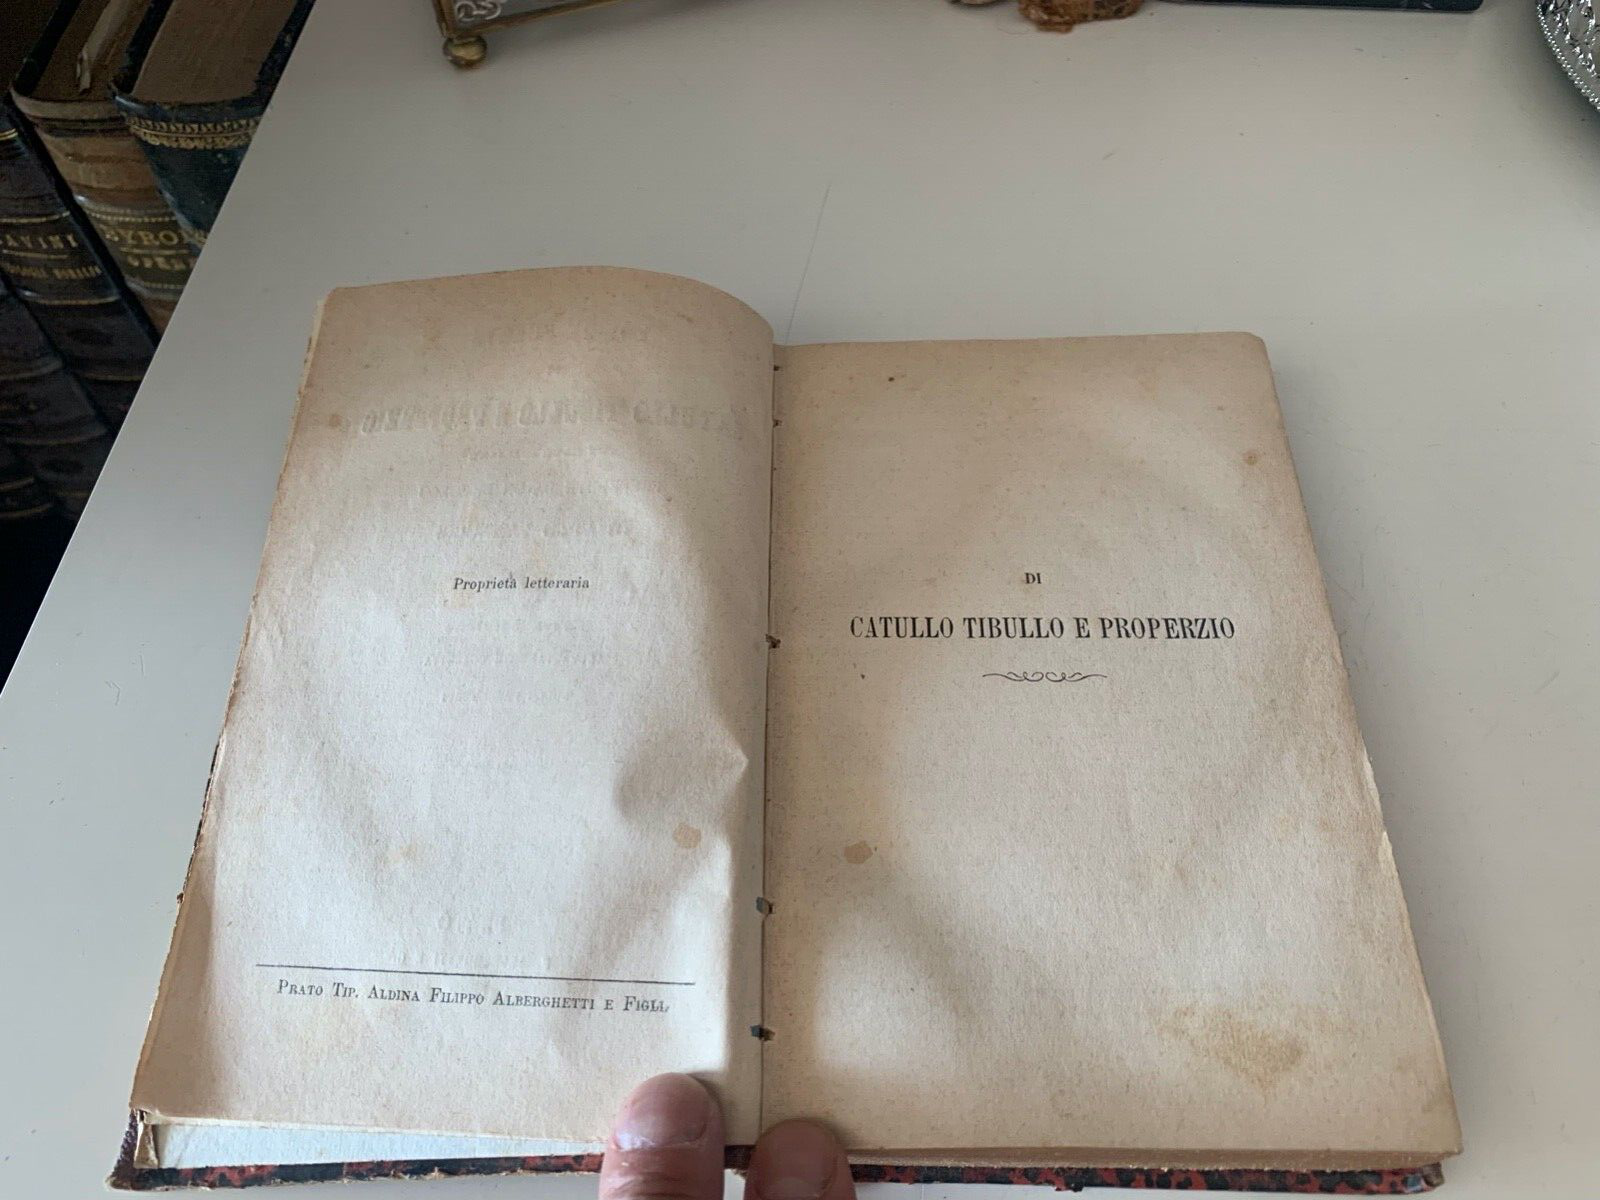 Proprietà letteraria
PRATO TIP. ALDINA FILIPPO ALBERGHETTI E FIGLI.
DI
CATULLO TIBULLO E PROPERZIO